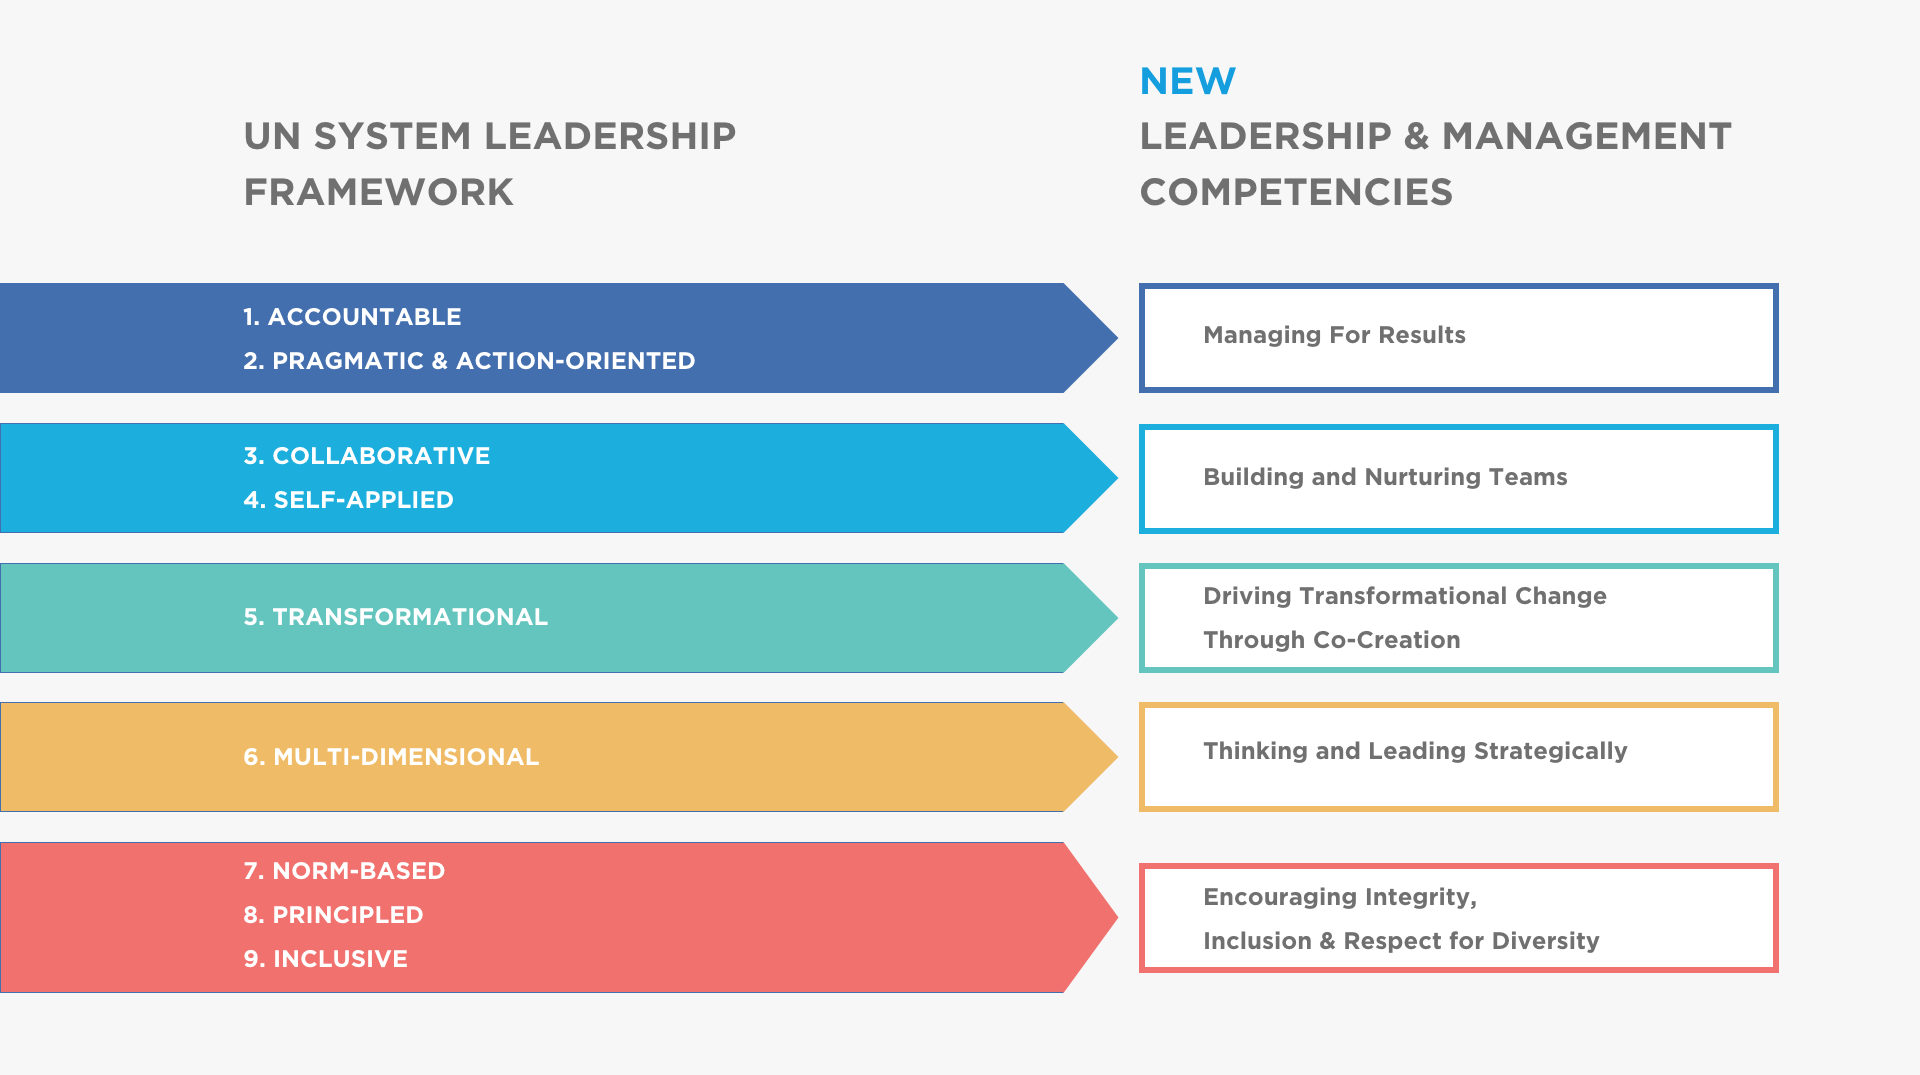 UN SYSTEM LEADERSHIP
FRAMEWORK
NEW
LEADERSHIP & MANAGEMENT
COMPETENCIES
1. ACCOUNTABLE
2. PRAGMATIC & ACTION-ORIENTED
Managing For Results
3. COLLABORATIVE
4. SELF-APPLIED
Building and Nurturing Teams
5. TRANSFORMATIONAL
Driving Transformational Change
Through Co-Creation
6. MULTI-DIMENSIONAL
Thinking and Leading Strategically
7. NORM-BASED
8. PRINCIPLED
9. INCLUSIVE
Encouraging Integrity,
Inclusion & Respect for Diversity